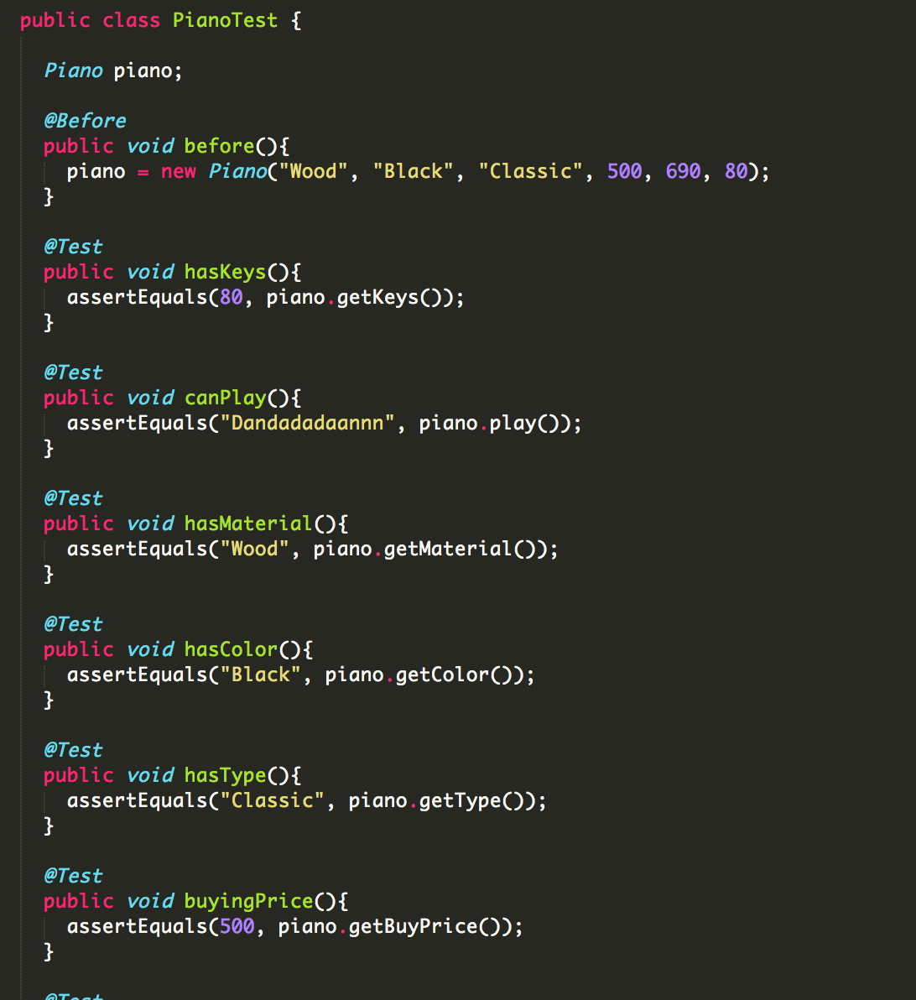 public class PianoTest {
Piano piano;
@Before
public void before(){
piano = new Piano("Wood", "Black", "Classic", 500, 690, 80);
}
@Test
public void hasKeys(){
assertEquals(80, piano.getKeys());
}
@Test
public void canPlay(){
assertEquals("Dandadadaannn", piano.play());
}
@Test
public void hasMaterial(){
assertEquals("Wood", piano.getMaterial());
}
@Test
public void hasColor(){
assertEquals("Black", piano.getColor());
}
@Test
public void hasType(){
assertEquals("Classic", piano.getType());
}
@Test
public void buyingPrice(){
assertEquals(500, piano.getBuyPrice());
}
@Test